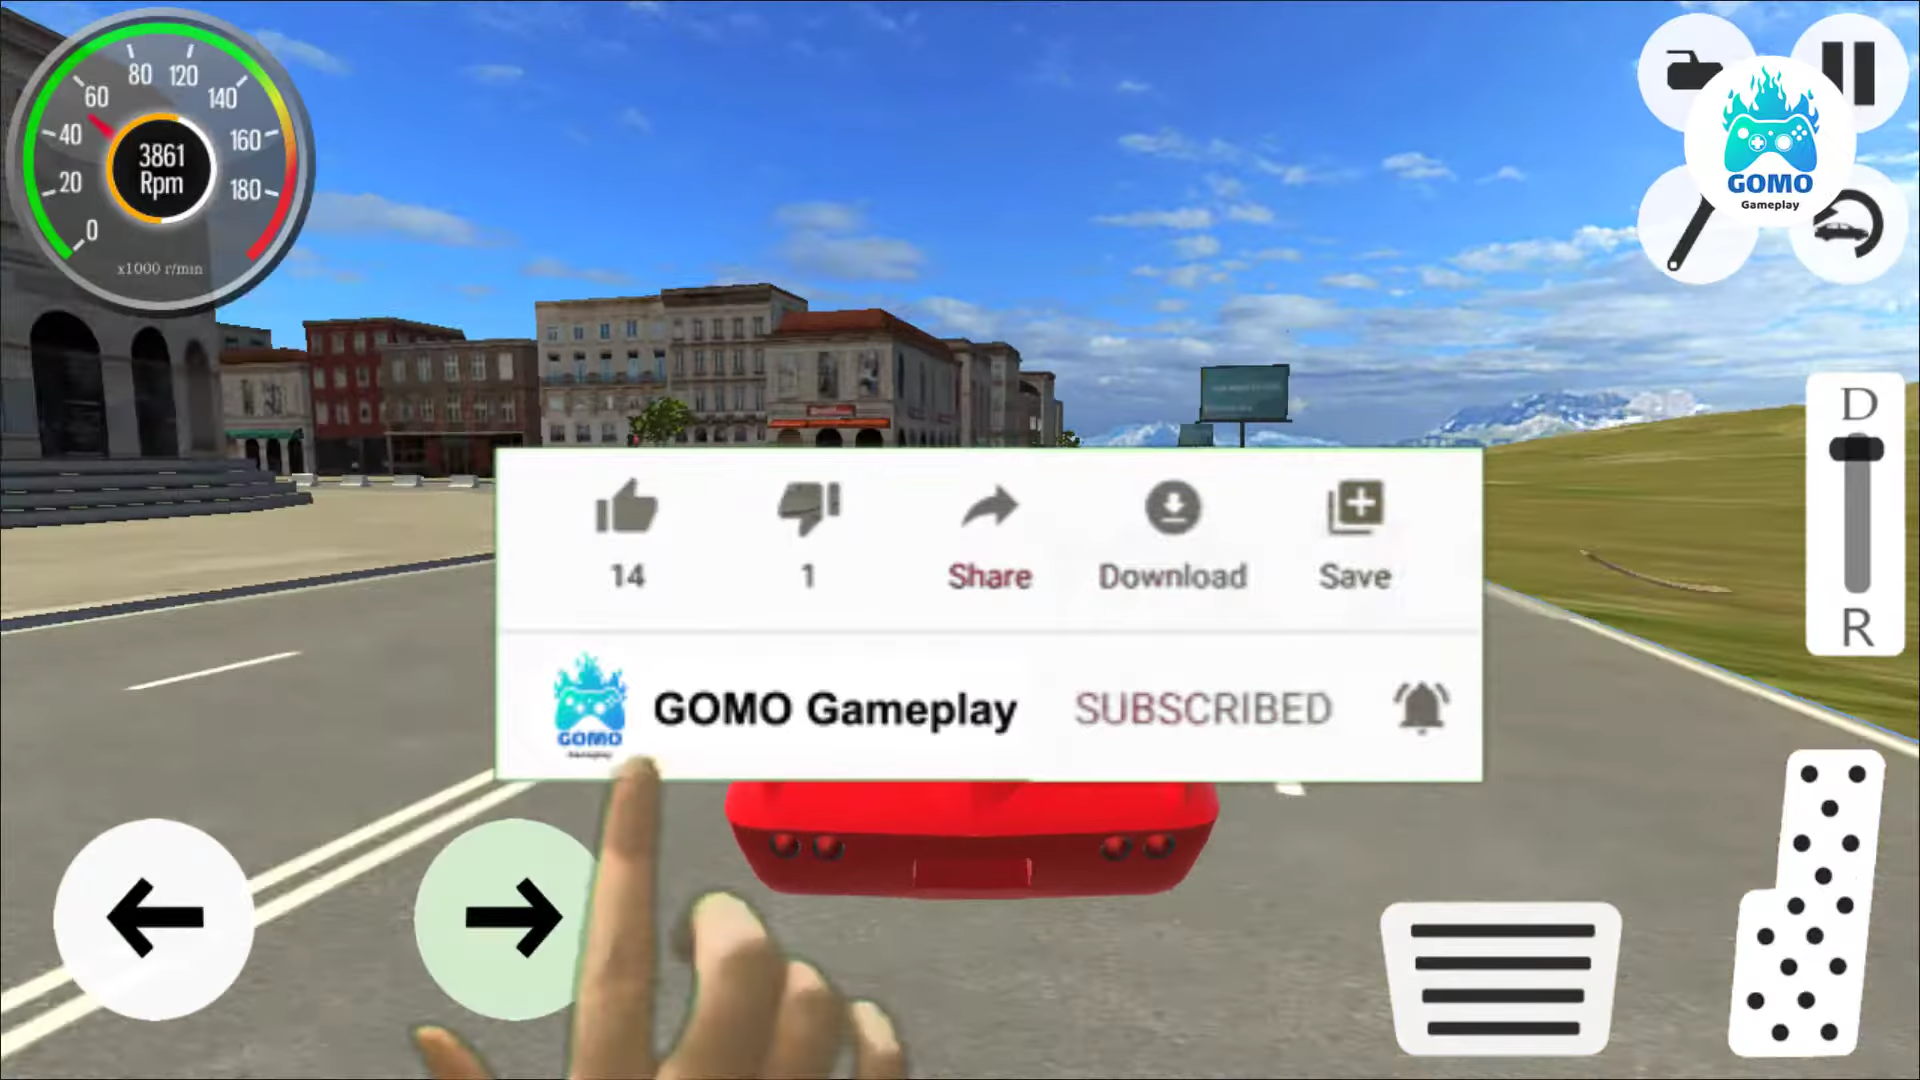 80 120
60 140
40 160
20 180
0
3861
Rpm
x1000 r/min
GOMO
Gameplay
D
R
14 1 Share Download Save
GOMO
Gameplay
GOMO Gameplay SUBSCRIBED